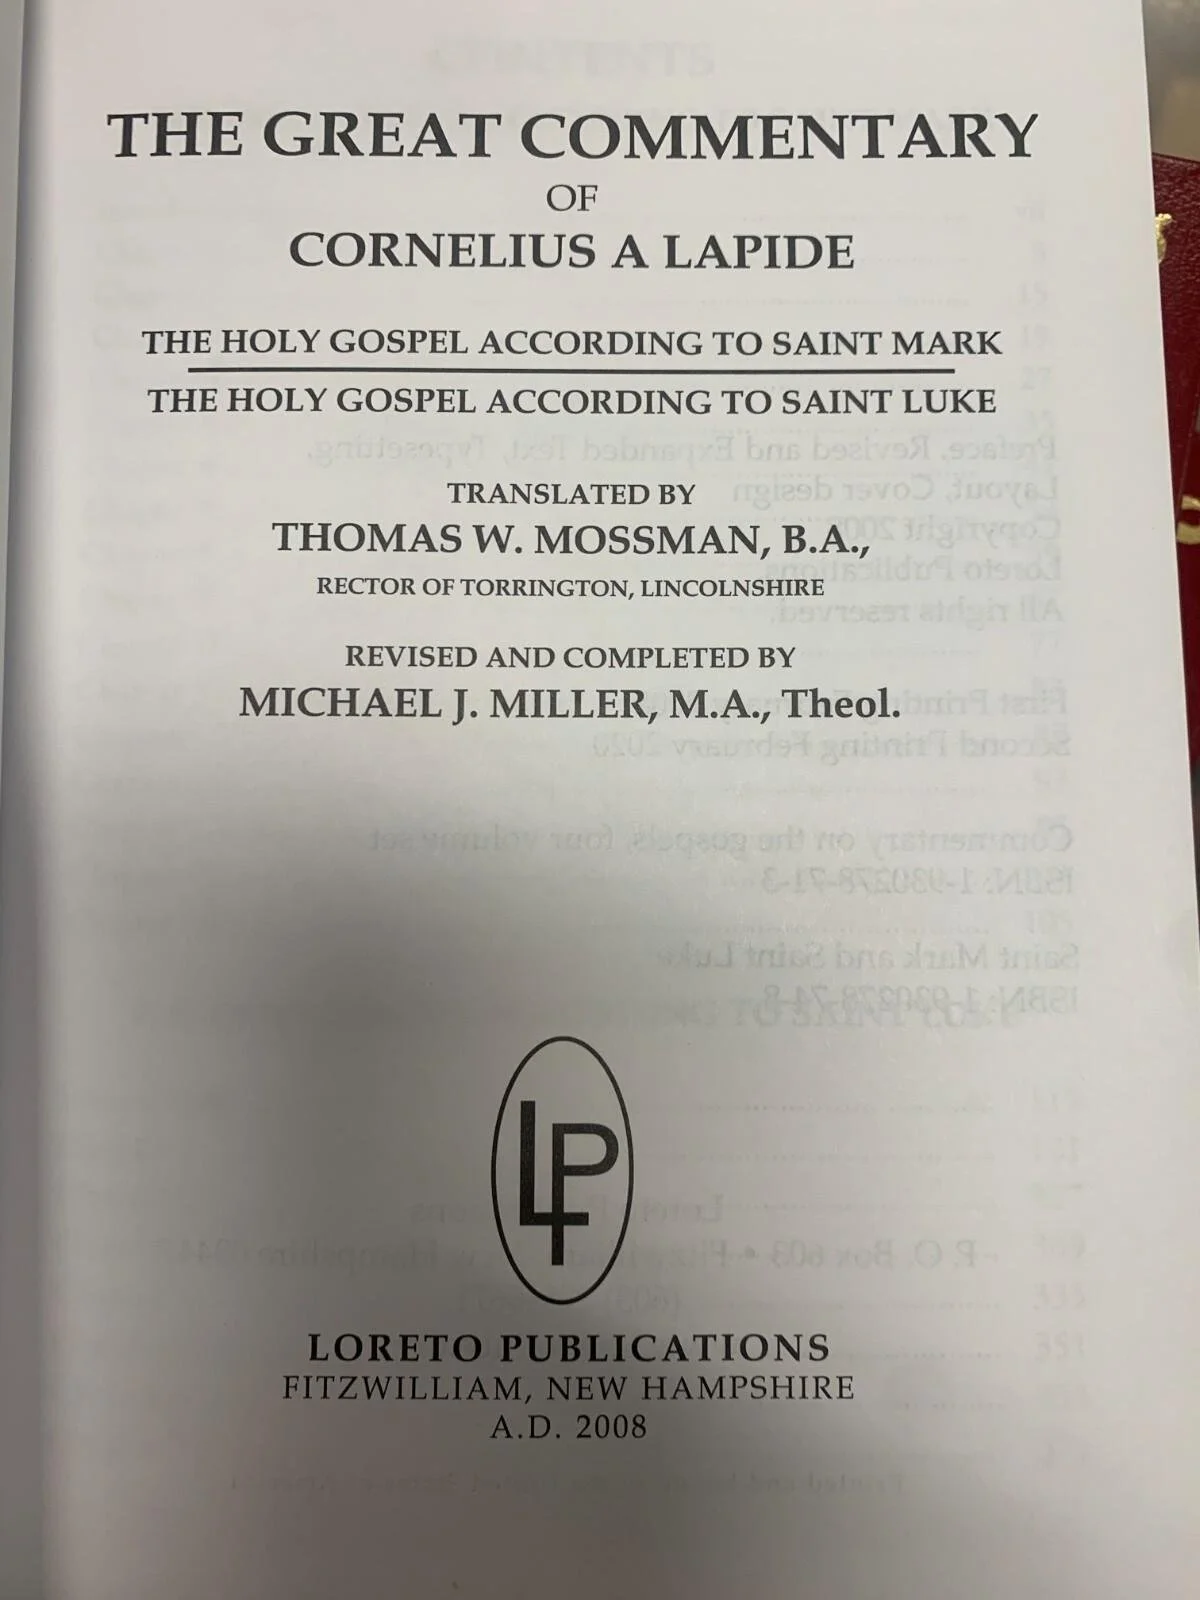 THE GREAT COMMENTARY
OF
CORNELIUS A LAPIDE
THE HOLY GOSPEL ACCORDING TO SAINT MARK
THE HOLY GOSPEL ACCORDING TO SAINT LUKE
TRANSLATED BY
THOMAS W. MOSSMAN, B.A.,
RECTOR OF TORRINGTON, LINCOLNSHIRE
REVISED AND COMPLETED BY
MICHAEL J. MILLER, M.A., Theol.
LP
LORETO PUBLICATIONS
FITZWILLIAM, NEW HAMPSHIRE
A.D. 2008